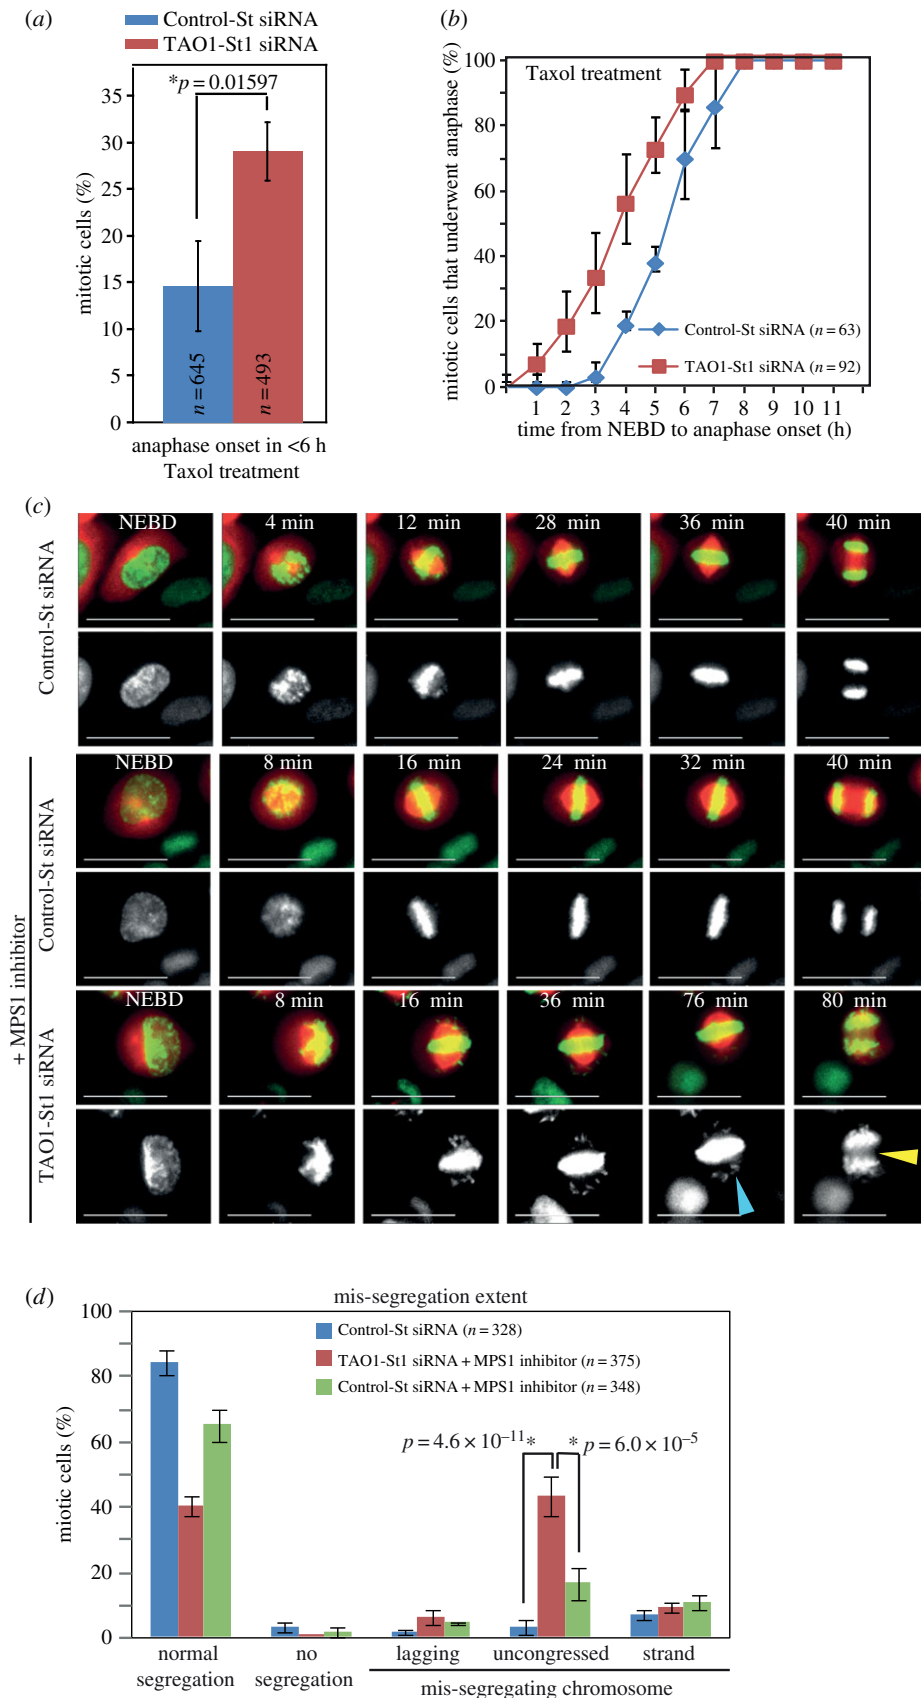 (a)
Control-St siRNA
TAO1-St1 siRNA
*p = 0.01597
35
30
25
20
15
10
5
0
mitotic cells (%)
n = 645
n = 493
anaphase onset in <6 h
Taxol treatment
(b)
Taxol treatment
100
80
60
40
20
0
mitotic cells that underwent anaphase (%)
Control-St siRNA (n = 63)
TAO1-St1 siRNA (n = 92)
1 2 3 4 5 6 7 8 9 10 11
time from NEBD to anaphase onset (h)
(c)
Control-St siRNA
NEBD 4 min 12 min 28 min 36 min 40 min
+ MPS1 inhibitor
Control-St siRNA
NEBD 8 min 16 min 24 min 32 min 40 min
TAO1-St1 siRNA
NEBD 8 min 16 min 36 min 76 min 80 min
(d)
mis-segregation extent
100
80
60
40
20
0
miotic cells (%)
Control-St siRNA (n = 328)
TAO1-St1 siRNA + MPS1 inhibitor (n = 375)
Control-St siRNA + MPS1 inhibitor (n = 348)
p = 4.6 × 10–11 * * p = 6.0 × 10–5
normal segregation
no segregation
lagging
uncongressed
strand
mis-segregating chromosome